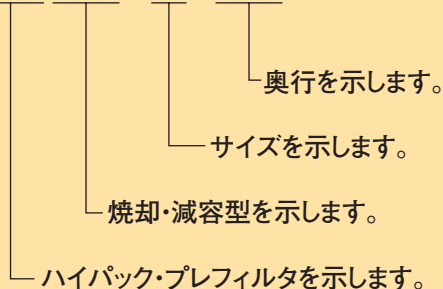 奥行を示します。
サイズを示します。
焼却・減容型を示します。
ハイパック・プレフィルタを示します。